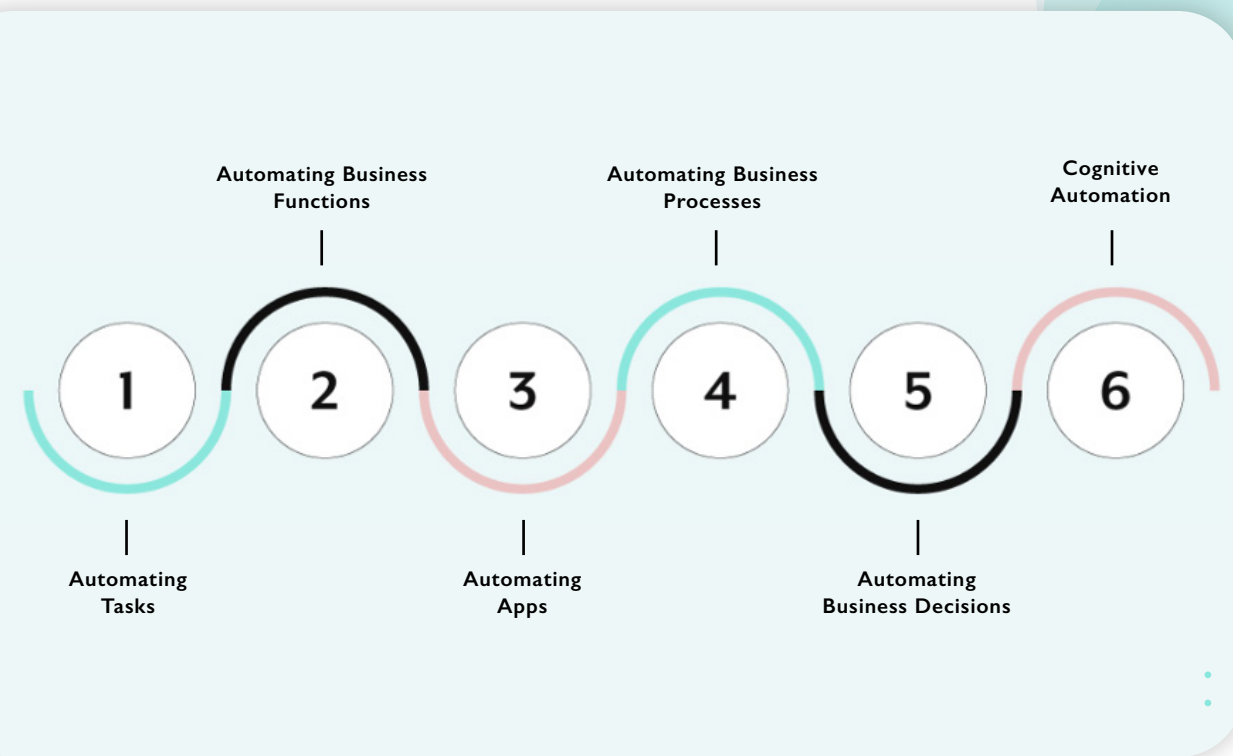 Automating Business
Functions
Automating Business
Processes
Cognitive
Automation
1
2
3
4
5
6
Automating
Tasks
Automating
Apps
Automating
Business Decisions